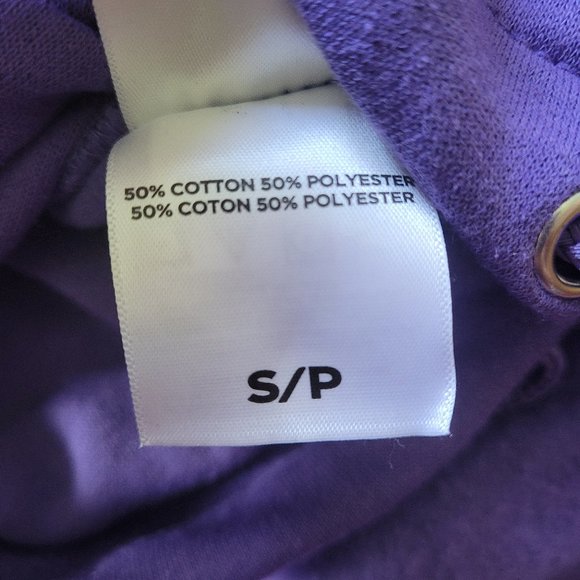 50% COTTON 50% POLYESTER
50% COTON 50% POLYESTER
S/P